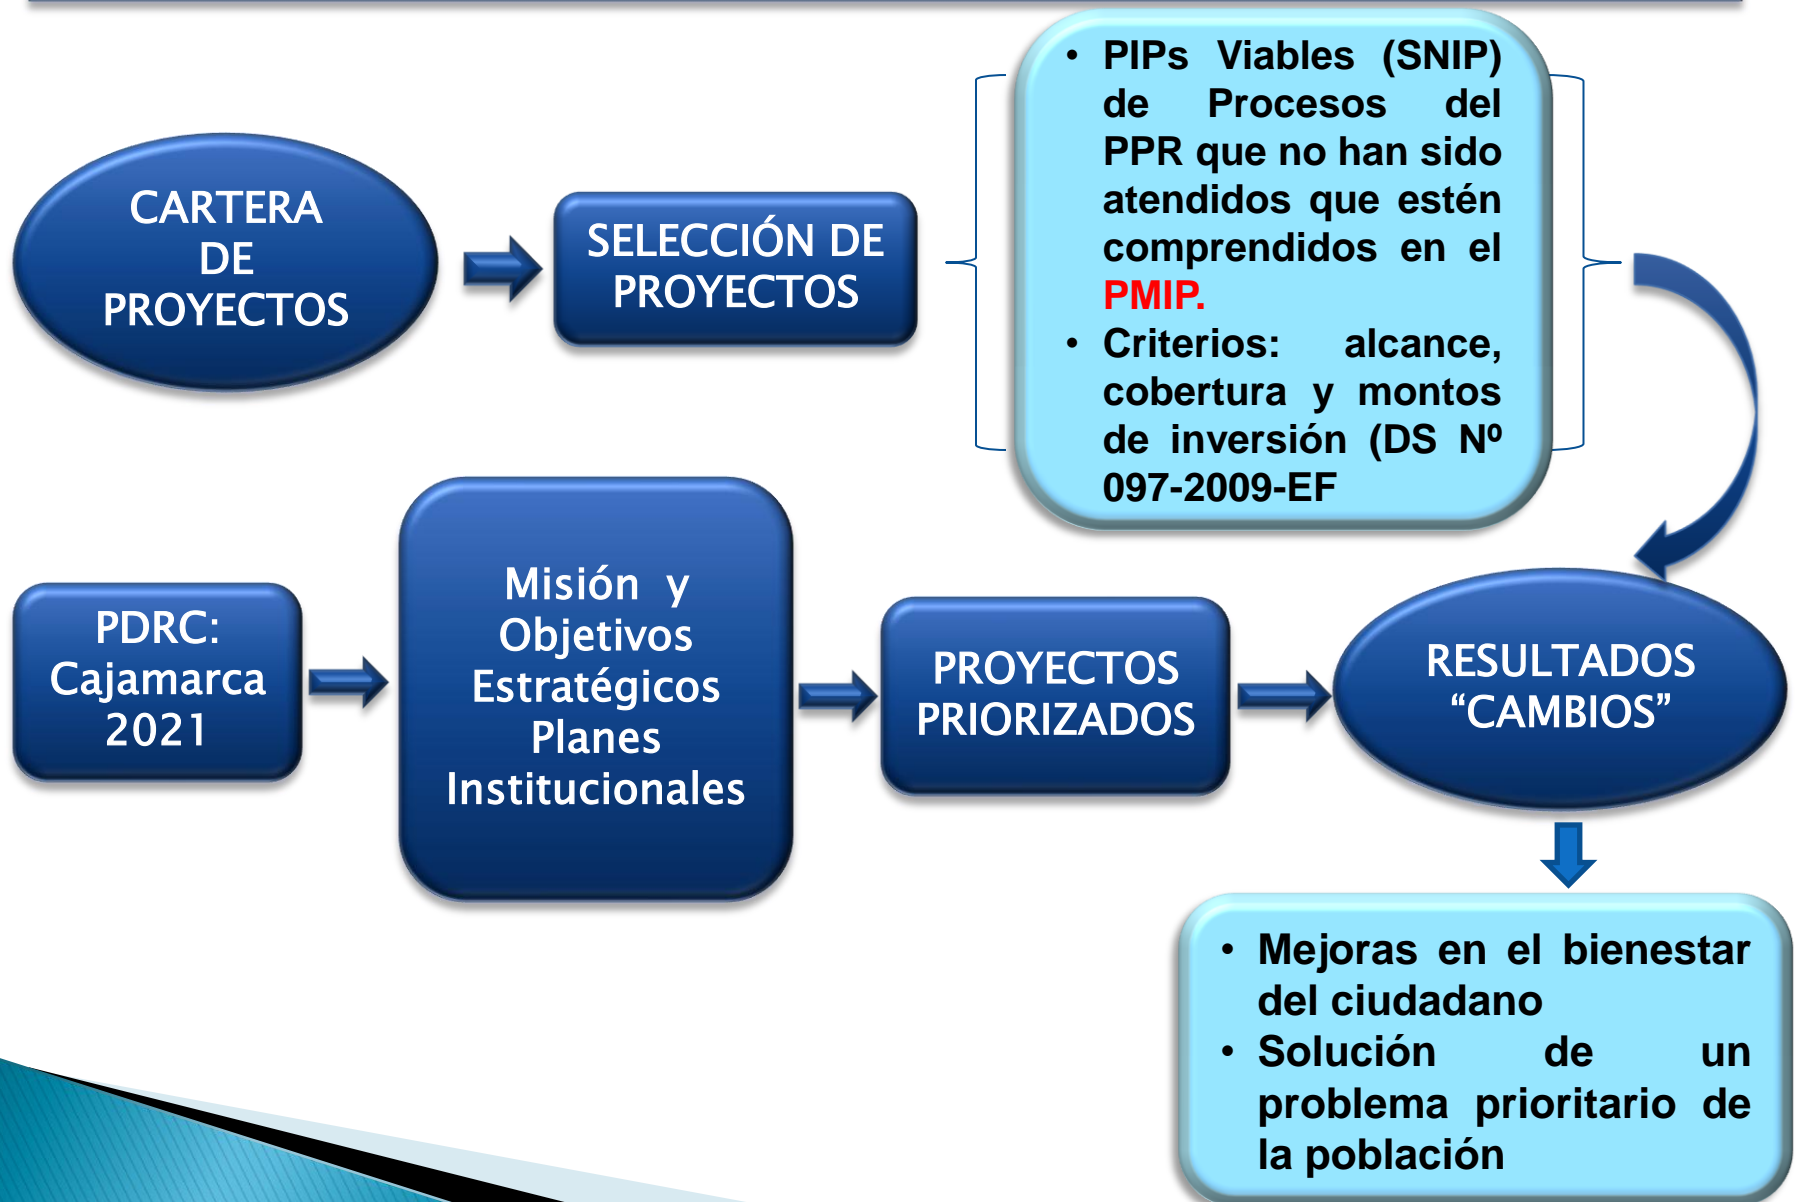 CARTERA
DE
PROYECTOS
SELECCIÓN DE
PROYECTOS
• PIPs Viables (SNIP)
de Procesos del
PPR que no han sido
atendidos que estén
comprendidos en el
PMIP.
• Criterios: alcance,
cobertura y montos
de inversión (DS Nº
097-2009-EF
PDRC:
Cajamarca
2021
Misión y
Objetivos
Estratégicos
Planes
Institucionales
PROYECTOS
PRIORIZADOS
RESULTADOS
“CAMBIOS”
• Mejoras en el bienestar
del ciudadano
• Solución de un
problema prioritario de
la población